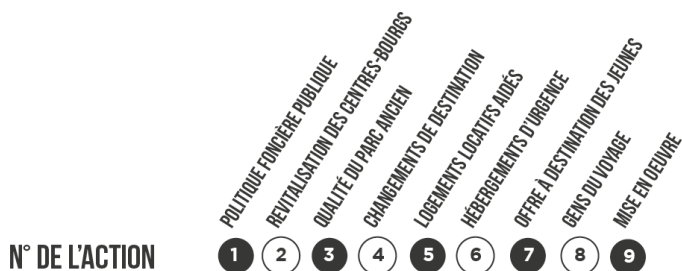 POLITIQUE FONCIÈRE PUBLIQUE
REVITALISATION DES CENTRES-BOURGS
QUALITÉ DU PARC ANCIEN
CHANGEMENTS DE DESTINATION
LOGEMENTS LOCATIFS AIDÉS
HÉBERGEMENTS D'URGENCE
OFFRE À DESTINATION DES JEUNES
GENS DU VOYAGE
MISE EN OEUVRE
N° DE L'ACTION 1 2 3 4 5 6 7 8 9